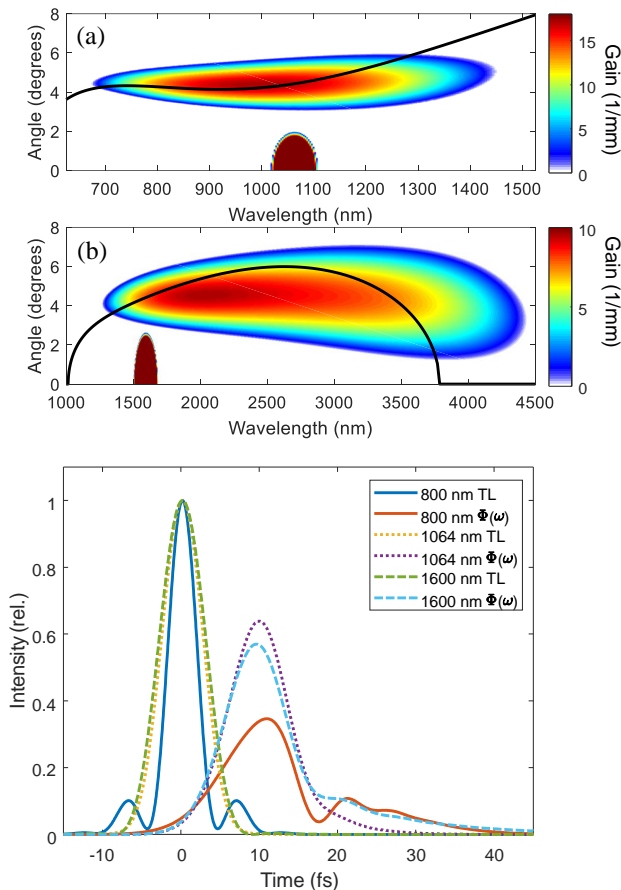 (a)
Angle (degrees)
8
6
4
2
0
700 800 900 1000 1100 1200 1300 1400 1500
Wavelength (nm)
15
10
5
0
Gain (1/mm)
(b)
Angle (degrees)
8
6
4
2
0
1000 1500 2000 2500 3000 3500 4000 4500
Wavelength (nm)
10
5
0
Gain (1/mm)
Intensity (rel.)
1
0.8
0.6
0.4
0.2
0
-10 0 10 20 30 40
Time (fs)
800 nm TL
800 nm Φ(ω)
1064 nm TL
1064 nm Φ(ω)
1600 nm TL
1600 nm Φ(ω)